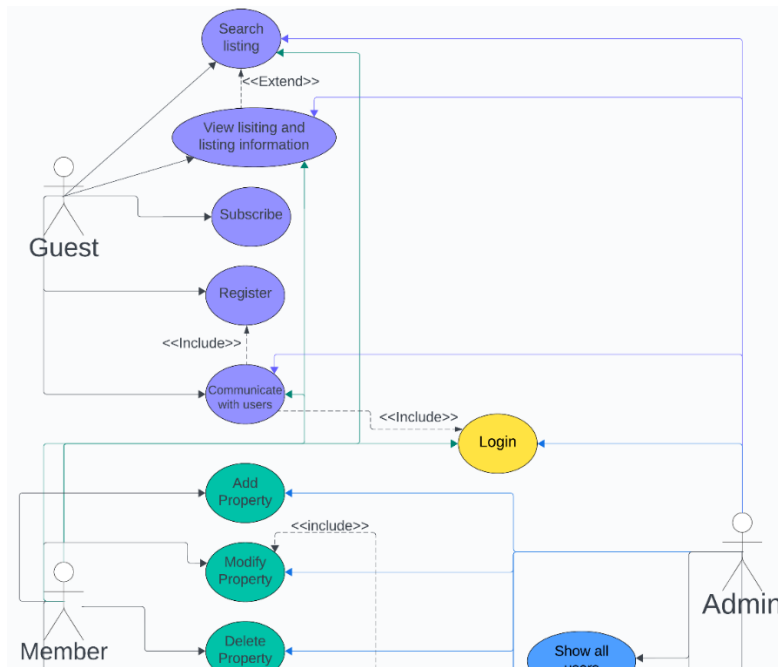 Search
listing
<<Extend>>
View lisiting and
listing information
Subscribe
Guest
Register
<<Include>>
Communicate
with users
<<Include>>
Login
Add
Property
<<include>>
Modify
Property
Admin
Delete
Property
Member
Show all
users